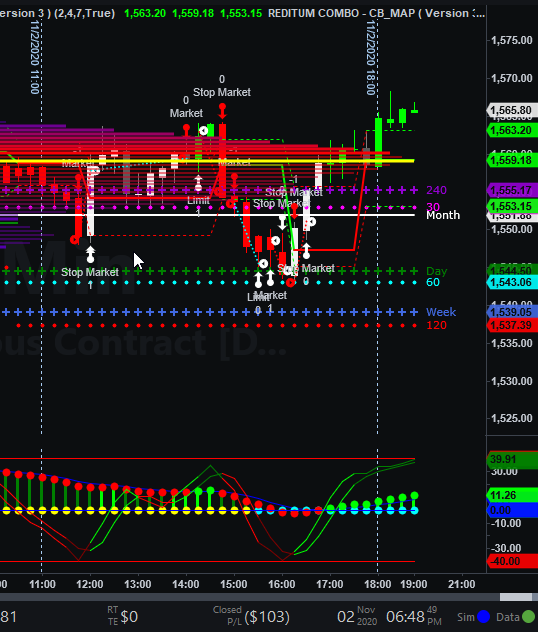 ersion 3 ) (2,4,7,True) 1,563.20 1,559.18 1,553.15 REDITUM COMBO - CB_MAP ( Version :...
11/2/2020 11:00
11/2/2020 18:00
1,575.00
1,570.00
1,565.80
1,563.20
1,559.18
1,555.17
1,553.15
1,550.00
1,544.50
1,543.06
1,539.05
1,537.39
1,535.00
1,530.00
1,525.00
0
Stop Market
0
Market
Market
Market
Limit
1
-1
Stop Market
Stop Market
Stop Market
1
Stop Market
0
Market
Limit
0 1
240
30
Month
Day
60
Week
120
Min
ous Contract [D...
39.91
30.00
11.26
0.00
-10.00
-30.00
-40.00
00 11:00 12:00 13:00 14:00 15:00 16:00 17:00 18:00 19:00 21:00
81 RT TE $0 Closed P/L ($103) 02 Nov 2020 06:48 49 PM Sim Data